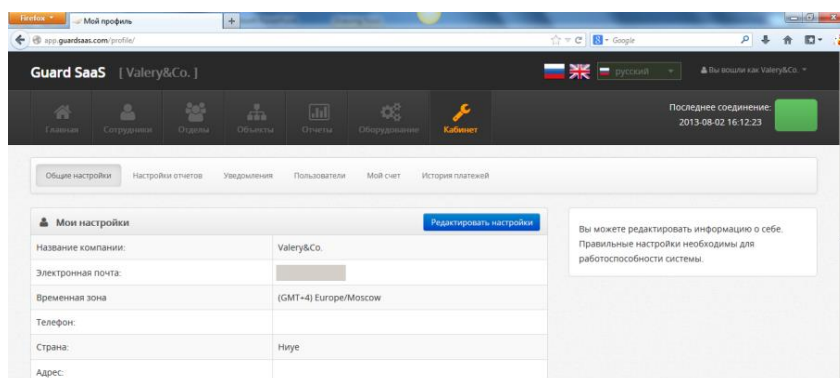 Firefox
Мой профиль
app.guardsaas.com/profile/
Google
Guard SaaS [ Valery&Co. ]
русский
Вы вошли как Valery&Co.
Главная
Сотрудники
Отделы
Объекты
Отчеты
Оборудование
Кабинет
Последнее соединение:
2013-08-02 16:12:23
Общие настройки
Настройки отчетов
Уведомления
Пользователи
Мой счет
История платежей
Мои настройки
Редактировать настройки
Название компании: Valery&Co.
Электронная почта:
Временная зона (GMT+4) Europe/Moscow
Телефон:
Страна: Ниуе
Адрес:
Вы можете редактировать информацию о себе.
Правильные настройки необходимы для
работоспособности системы.